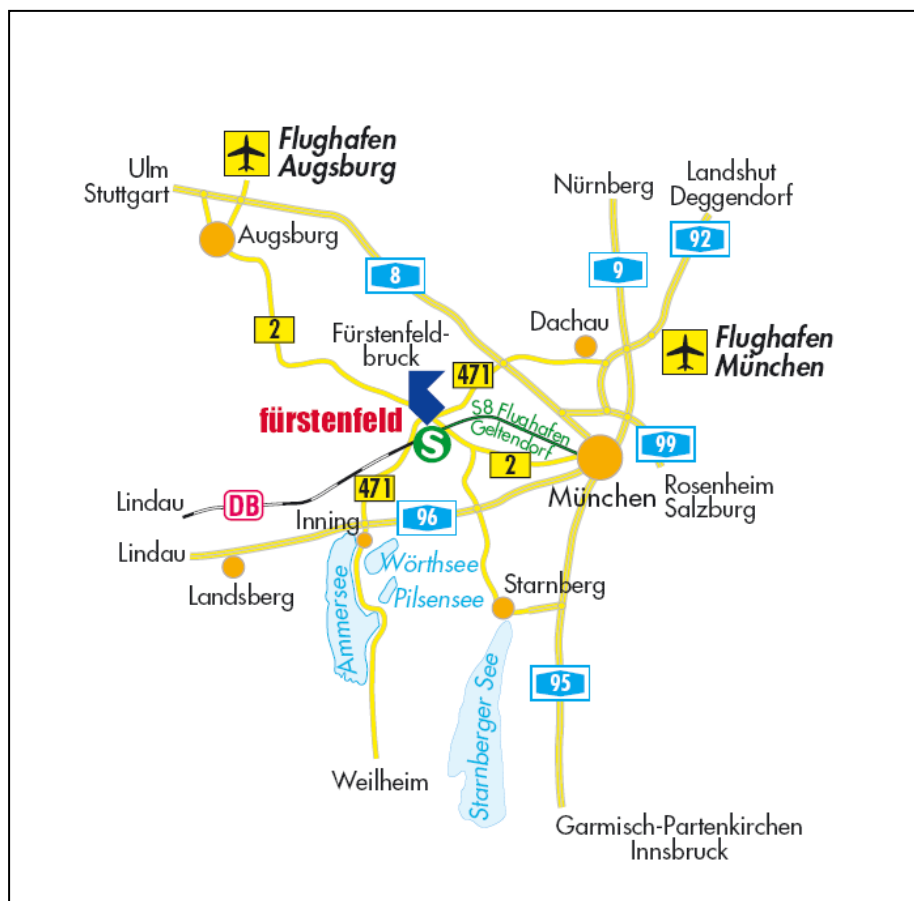 Flughafen
Augsburg
Ulm
Stuttgart
Landshut
Deggendorf
Nürnberg
92
Augsburg
9
8
2
Dachau
Fürstenfeld-
bruck
Flughafen
München
471
fürstenfeld
S8 Flughafen
Geltendorf
S
2
99
471
München
Rosenheim
Salzburg
Lindau
DB
96
Inning
Lindau
Wörthsee
Landsberg
Pilsensee
Starnberg
Ammersee
95
Starnberger See
Weilheim
Garmisch-Partenkirchen
Innsbruck